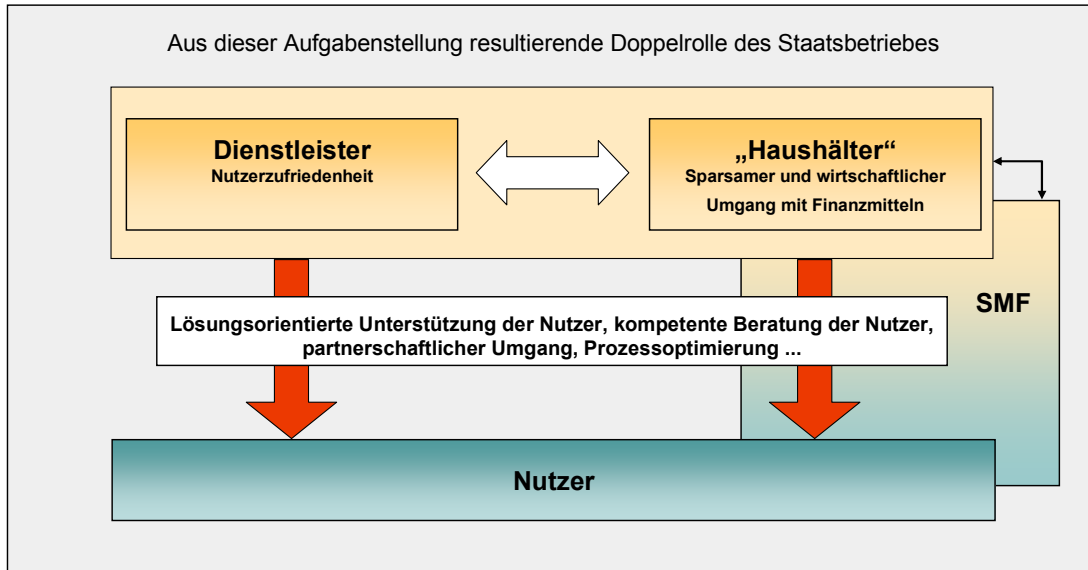 Aus dieser Aufgabenstellung resultierende Doppelrolle des Staatsbetriebes
Dienstleister
Nutzerzufriedenheit
„Haushälter“
Sparsamer und wirtschaftlicher
Umgang mit Finanzmitteln
SMF
Lösungsorientierte Unterstützung der Nutzer, kompetente Beratung der Nutzer,
partnerschaftlicher Umgang, Prozessoptimierung ...
Nutzer